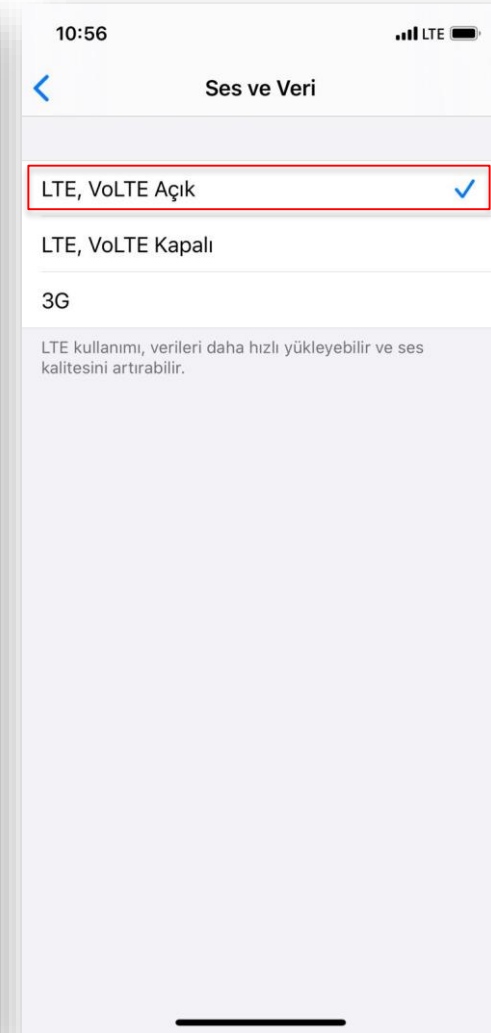 10:56
LTE
Ses ve Veri
LTE, VoLTE Açık
LTE, VoLTE Kapalı
3G
LTE kullanımı, verileri daha hızlı yükleyebilir ve ses
kalitesini artırabilir.